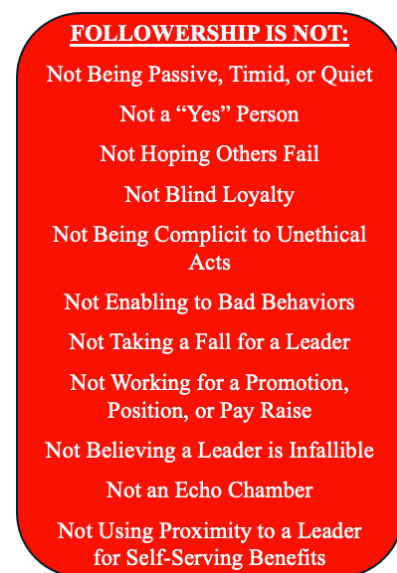 FOLLOWERSHIP IS NOT:
Not Being Passive, Timid, or Quiet
Not a “Yes” Person
Not Hoping Others Fail
Not Blind Loyalty
Not Being Complicit to Unethical
Acts
Not Enabling to Bad Behaviors
Not Taking a Fall for a Leader
Not Working for a Promotion,
Position, or Pay Raise
Not Believing a Leader is Infallible
Not an Echo Chamber
Not Using Proximity to a Leader
for Self-Serving Benefits